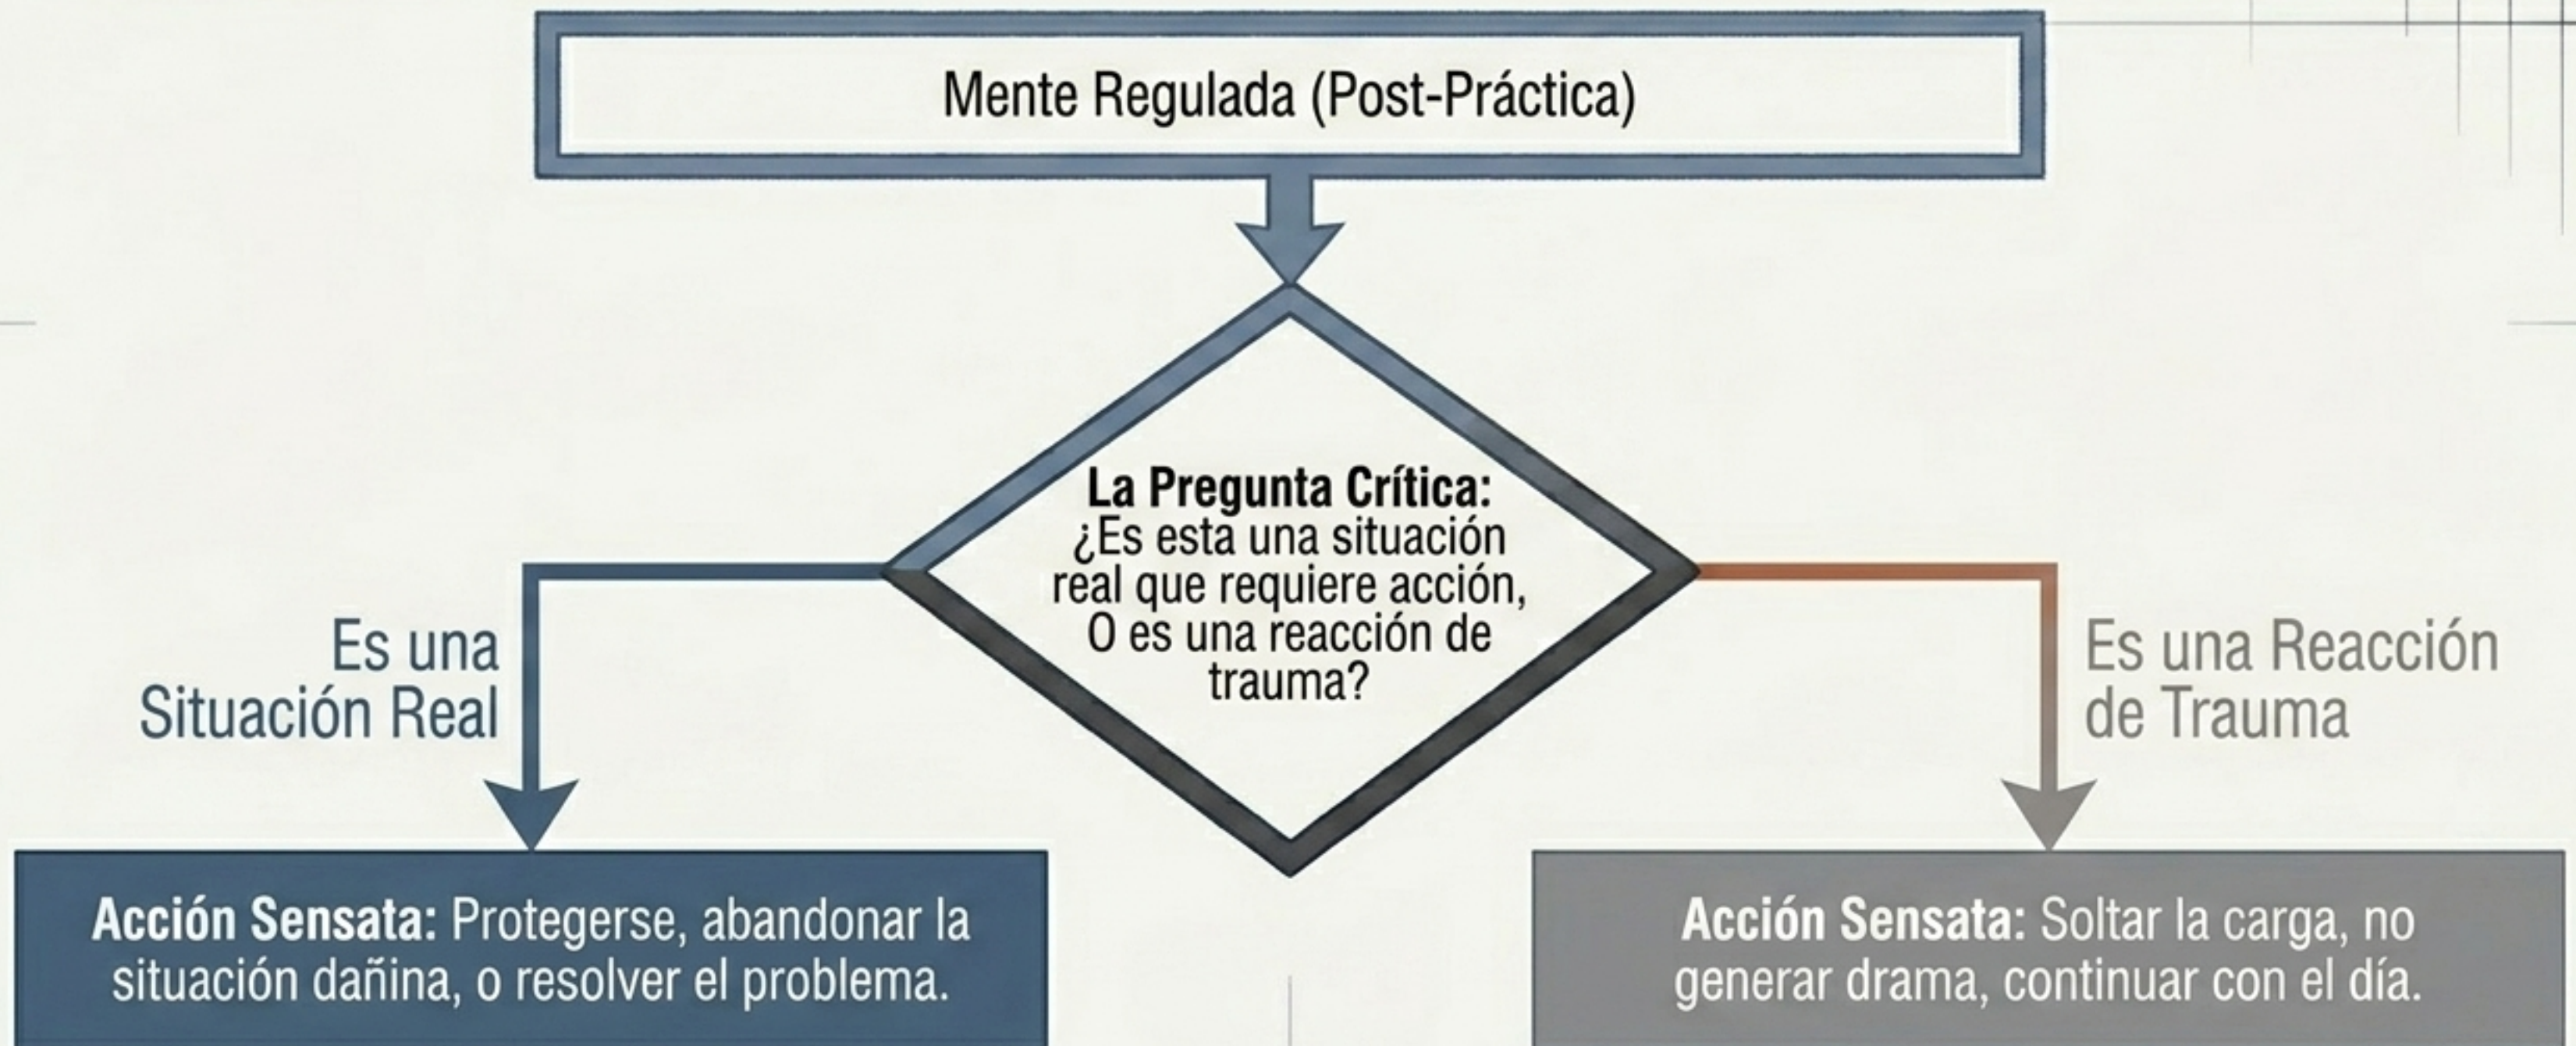 Mente Regulada (Post-Práctica)
La Pregunta Crítica:
¿Es esta una situación
real que requiere acción,
O es una reacción de
trauma?
Es una
Situación Real
Es una Reacción
de Trauma
Acción Sensata: Protegerse, abandonar la
situación dañina, o resolver el problema.
Acción Sensata: Soltar la carga, no
generar drama, continuar con el día.